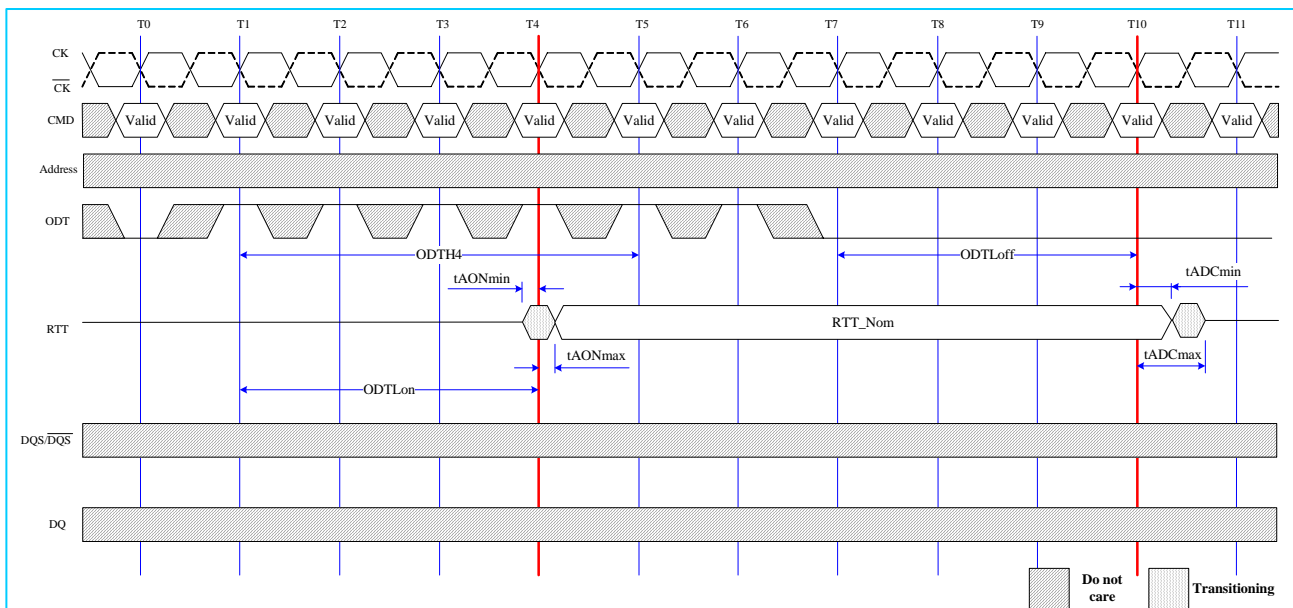 T0 T1 T2 T3 T4 T5 T6 T7 T8 T9 T10 T11
CK
CK
CMD Valid Valid Valid Valid Valid Valid Valid Valid Valid Valid Valid Valid
Address
ODT
ODTH4 ODTLoff
tAONmin tADCmin
RTT RTT_Nom
tAONmax tADCmax
ODTLon
DQS/DQS
DQ
Do not care
Transitioning